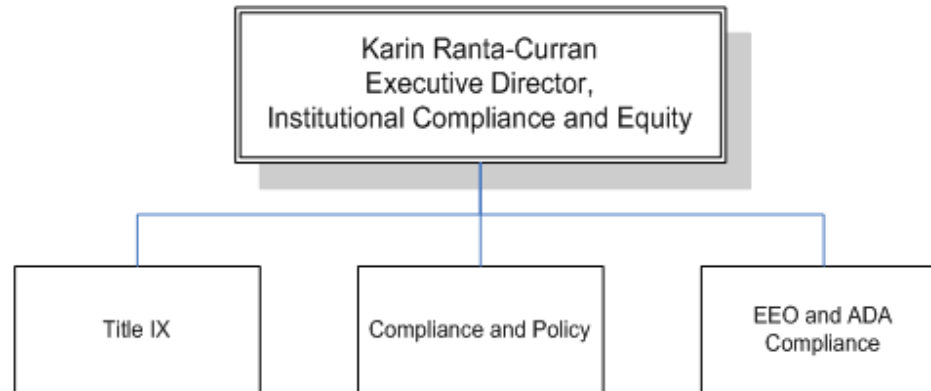 Karin Ranta-Curran
Executive Director,
Institutional Compliance and Equity
Title IX
Compliance and Policy
EEO and ADA
Compliance